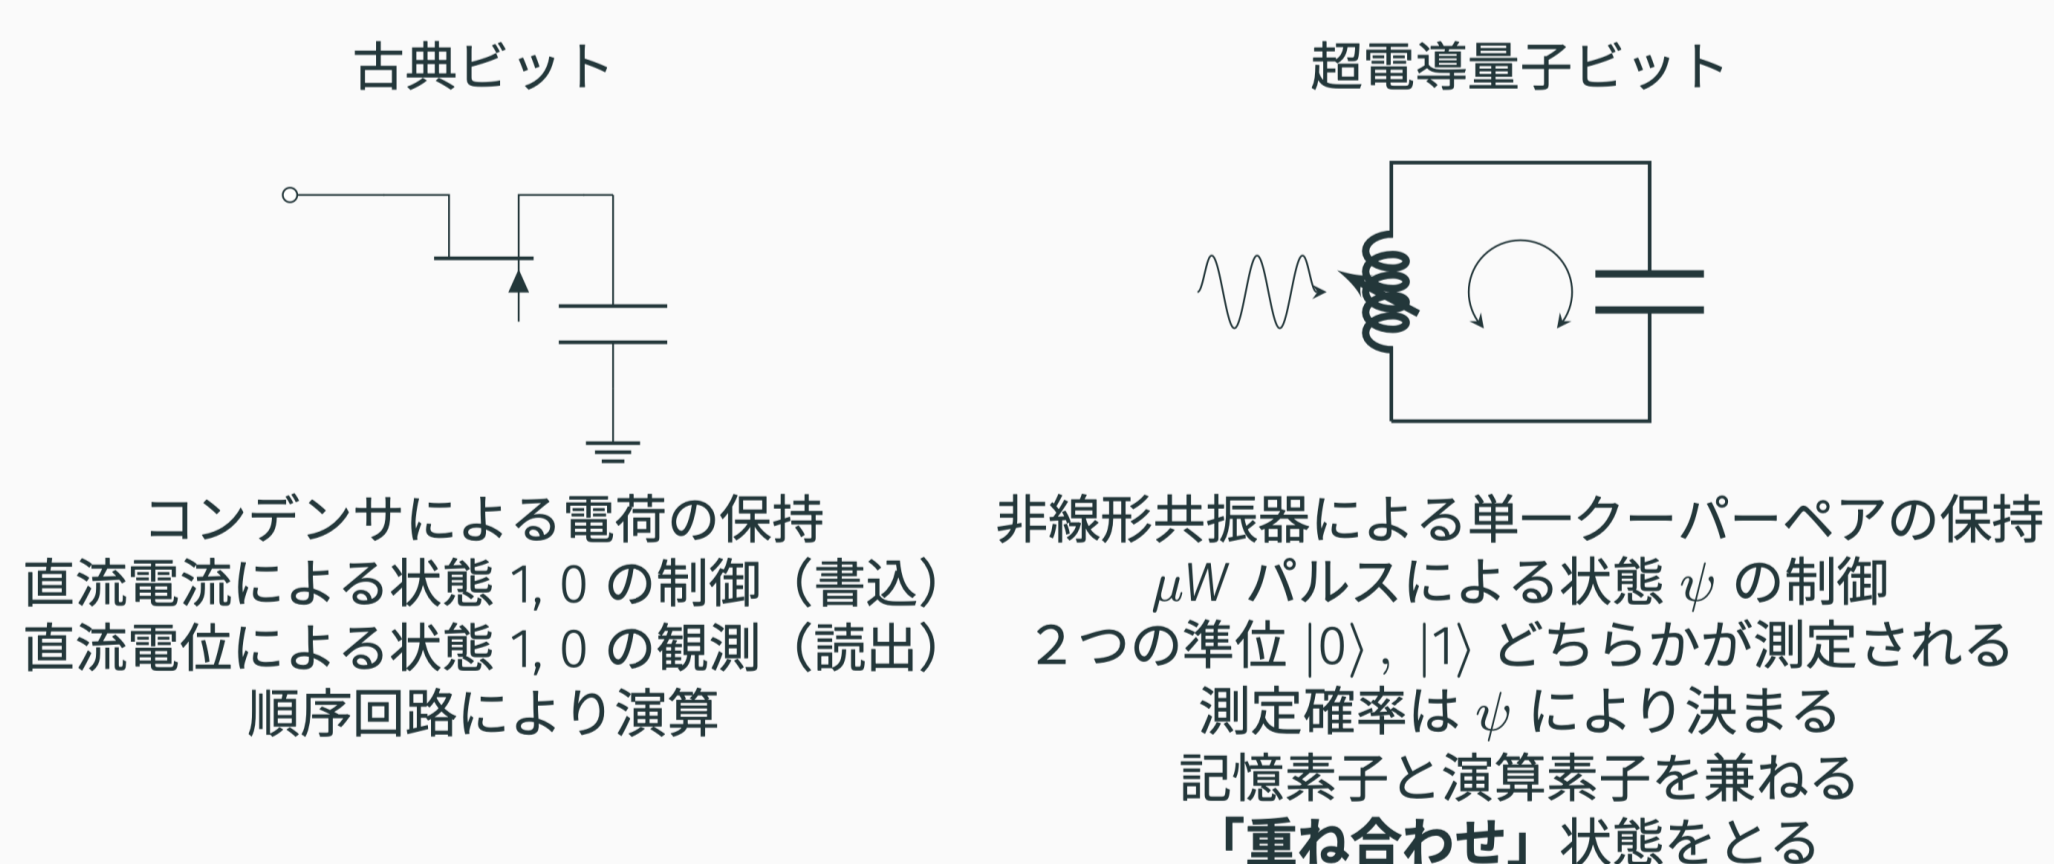 古典ビット
コンデンサによる電荷の保持
直流電流による状態 1, 0 の制御（書込）
直流電位による状態 1, 0 の観測（読出）
順序回路により演算
超電導量子ビット
非線形共振器による単一クーパーペアの保持
μW パルスによる状態 ψ の制御
２つの準位 |0⟩ , |1⟩ どちらかが測定される
測定確率は ψ により決まる
記憶素子と演算素子を兼ねる
「重ね合わせ」状態をとる